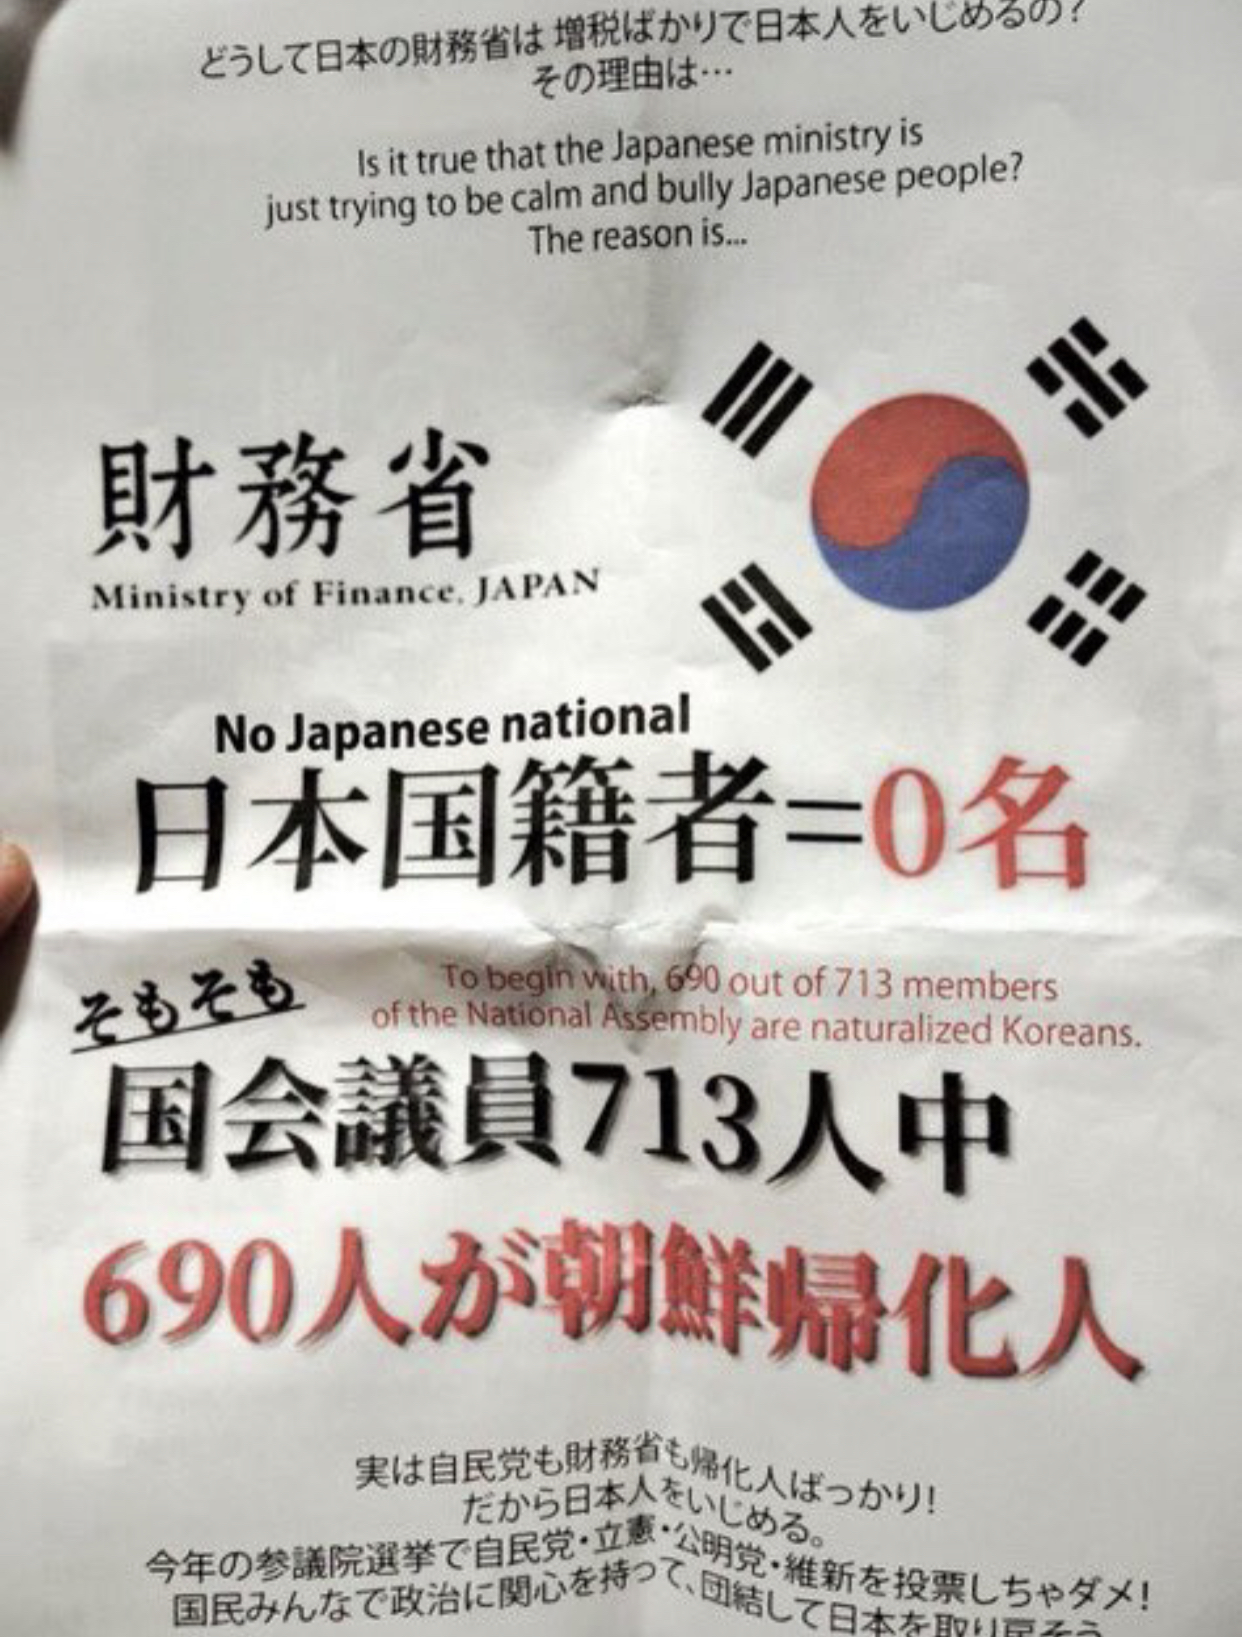 どうして日本の財務省は 増税ばかりで日本人をいじめるの？
その理由は…
Is it true that the Japanese ministry is
just trying to be calm and bully Japanese people?
The reason is...
財務省
Ministry of Finance, JAPAN
No Japanese national
日本国籍者=0名
そもそも
To begin with, 690 out of 713 members
of the National Assembly are naturalized Koreans.
国会議員713人中
690人が朝鮮帰化人
実は自民党も財務省も帰化人ばっかり!
だから日本人をいじめる。
今年の参議院選挙で自民党・立憲・公明党・維新を投票しちゃダメ!
国民みんなで政治に関心を持って、団結して日本を取り戻そう